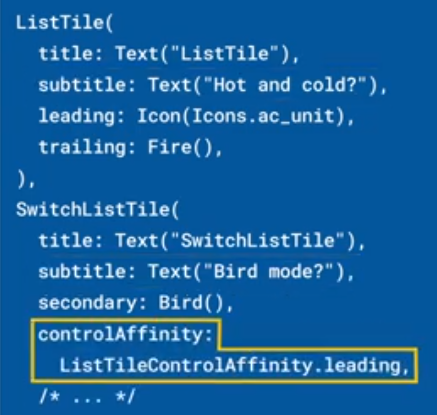 ListTile(
  title: Text("ListTile"),
  subtitle: Text("Hot and cold?"),
  leading: Icon(Icons.ac_unit),
  trailing: Fire(),
),
SwitchListTile(
  title: Text("SwitchListTile"),
  subtitle: Text("Bird mode?"),
  secondary: Bird(),
  controlAffinity:
    ListTileControlAffinity.leading,
  /* ... */